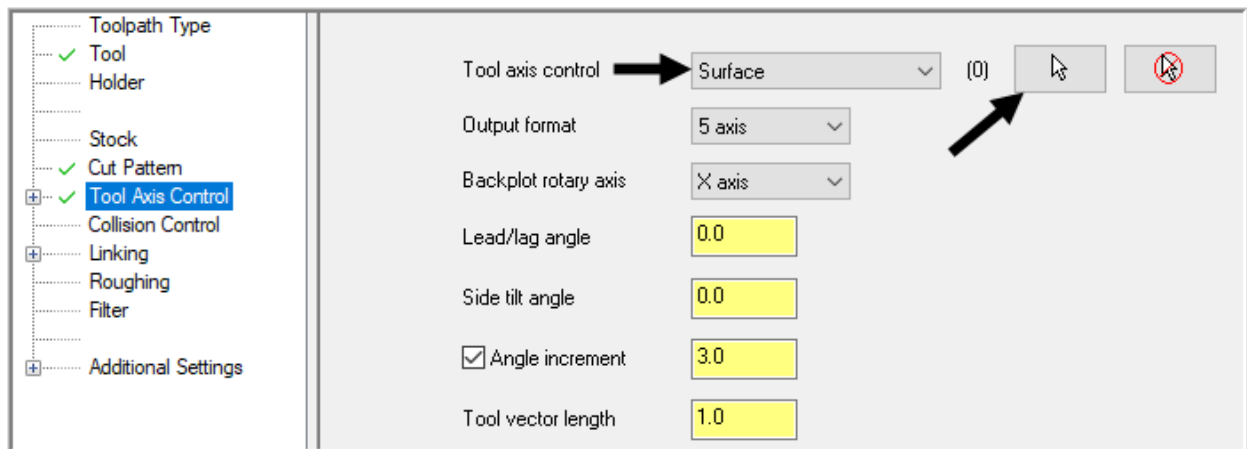 Toolpath Type
Tool
Holder
Stock
Cut Pattern
Tool Axis Control
Collision Control
Linking
Roughing
Filter
Additional Settings
Tool axis control Surface (0)
Output format 5 axis
Backplot rotary axis X axis
Lead/lag angle 0.0
Side tilt angle 0.0
Angle increment 3.0
Tool vector length 1.0